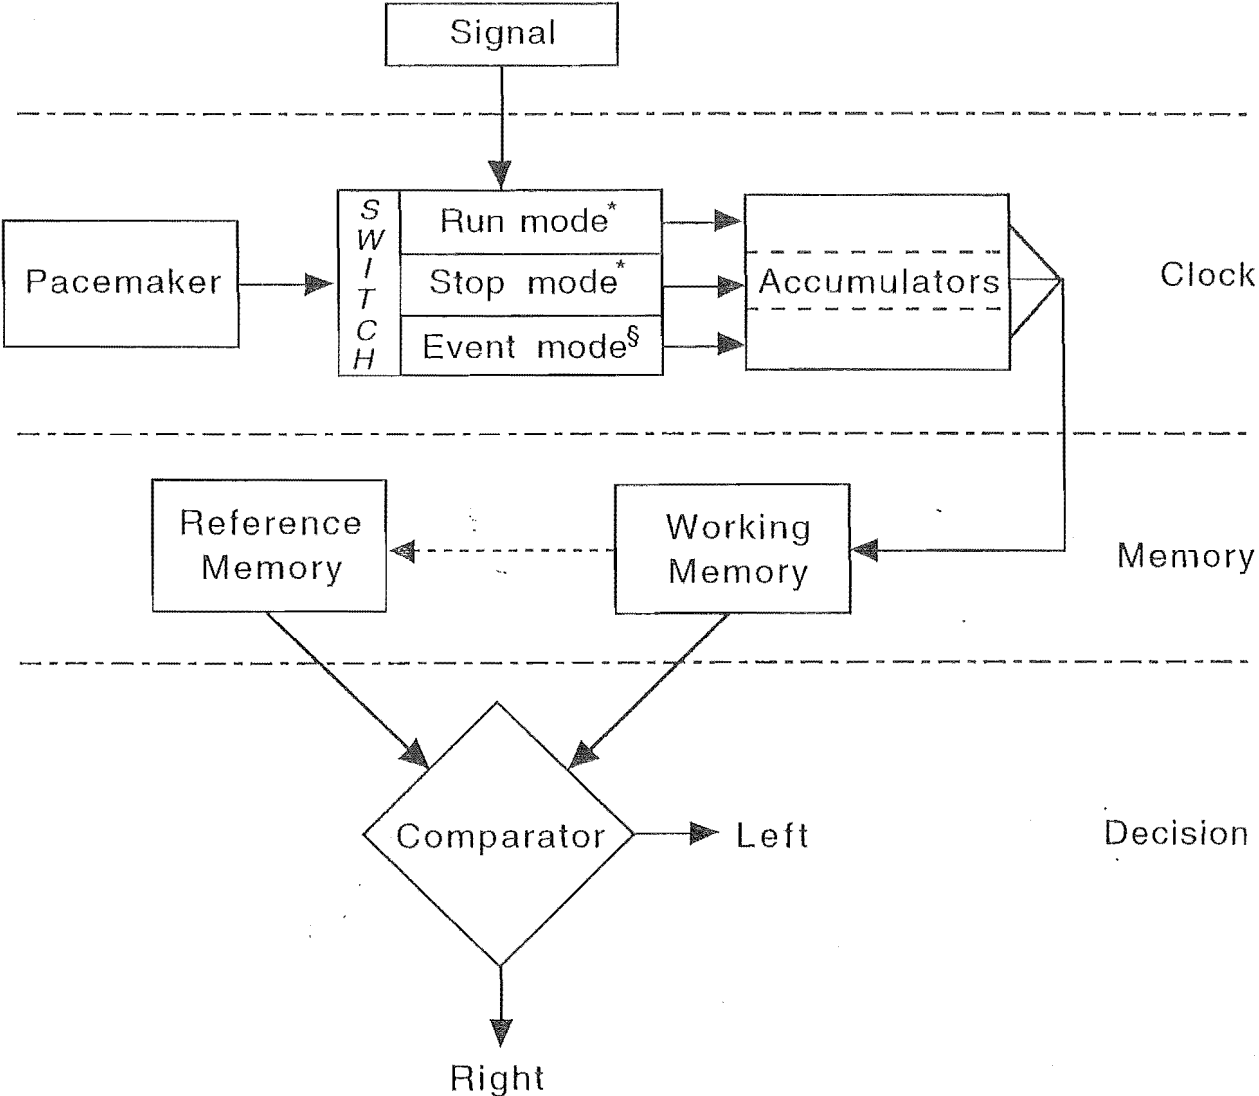 Signal
SWITCH
Run mode*
Pacemaker
Stop mode*
Accumulators
Clock
Event mode§
Reference
Memory
Working
Memory
Memory
Comparator
Left
Decision
Right